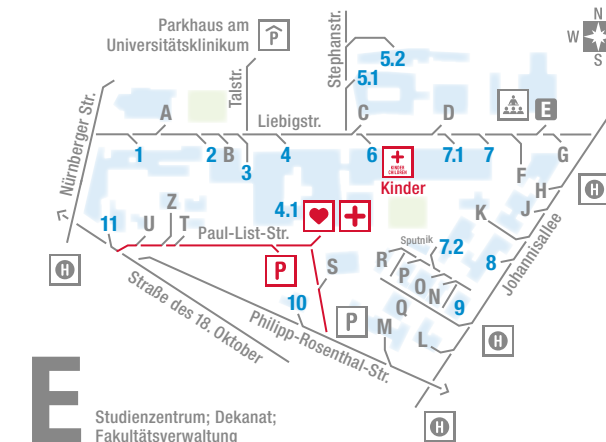 Parkhaus am
Universitätsklinikum
P
Stephanstr.
N
W
S
5.2
5.1
Nürnberger Str.
A
Talstr.
Liebigstr.
C
D
E
1
2
B
3
4
6
KINDER
CHILDREN
Kinder
7.1
7
F
G
H
H
Z
11
U
T
4.1
Paul-List-Str.
K
J
Johannisallee
H
P
S
Sputnik
7.2
R
P
O
N
8
9
Q
10
P
M
L
H
Straße des 18. Oktober
Philipp-Rosenthal-Str.
H
E
Studienzentrum; Dekanat;
Fakultätsverwaltung